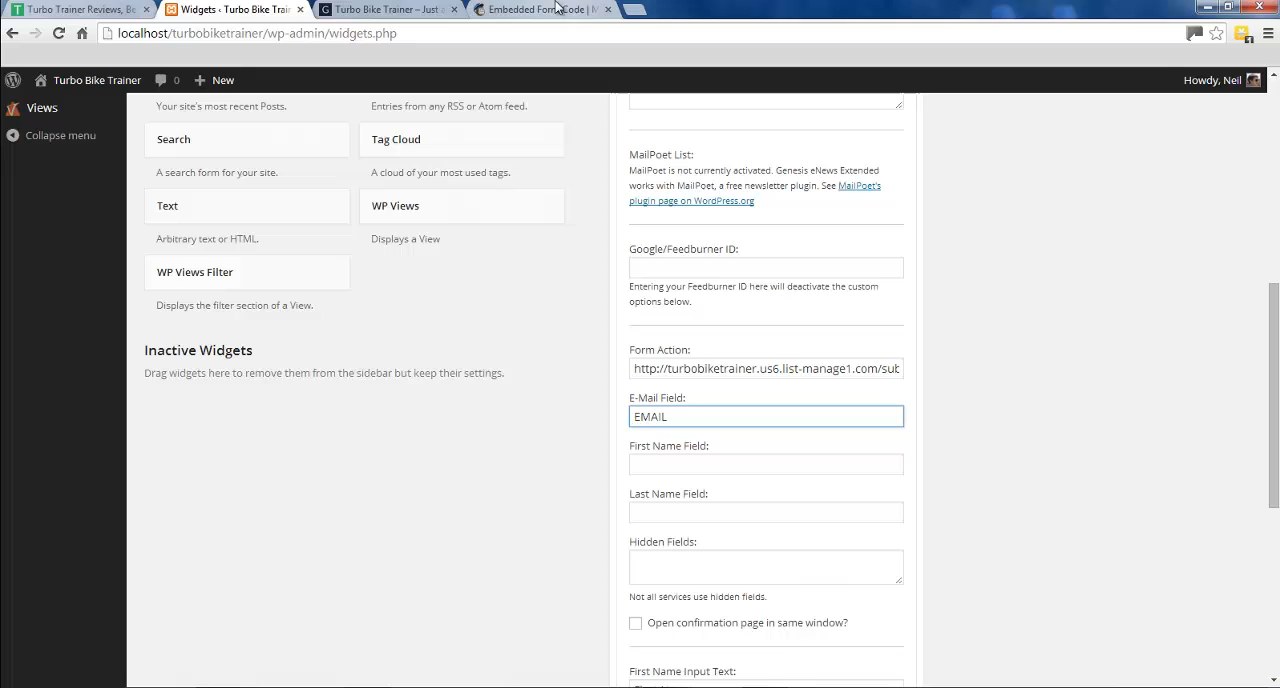 Turbo Trainer Reviews, Be
Widgets ‹ Turbo Bike Train
Turbo Bike Trainer – Just a
Embedded Form Code | M
localhost/turbobiketrainer/wp-admin/widgets.php
Turbo Bike Trainer
0
New
Howdy, Neil
Views
Collapse menu
Your site's most recent Posts.
Entries from any RSS or Atom feed.
Search
Tag Cloud
A search form for your site.
A cloud of your most used tags.
Text
WP Views
Arbitrary text or HTML.
Displays a View
WP Views Filter
Displays the filter section of a View.
Inactive Widgets
Drag widgets here to remove them from the sidebar but keep their settings.
MailPoet List:
MailPoet is not currently activated. Genesis eNews Extended
works with MailPoet, a free newsletter plugin. See MailPoet's
plugin page on WordPress.org
Google/Feedburner ID:
Entering your Feedburner ID here will deactivate the custom
options below.
Form Action:
http://turbobiketrainer.us6.list-manage1.com/sub
E-Mail Field:
EMAIL
First Name Field:
Last Name Field:
Hidden Fields:
Not all services use hidden fields.
Open confirmation page in same window?
First Name Input Text: